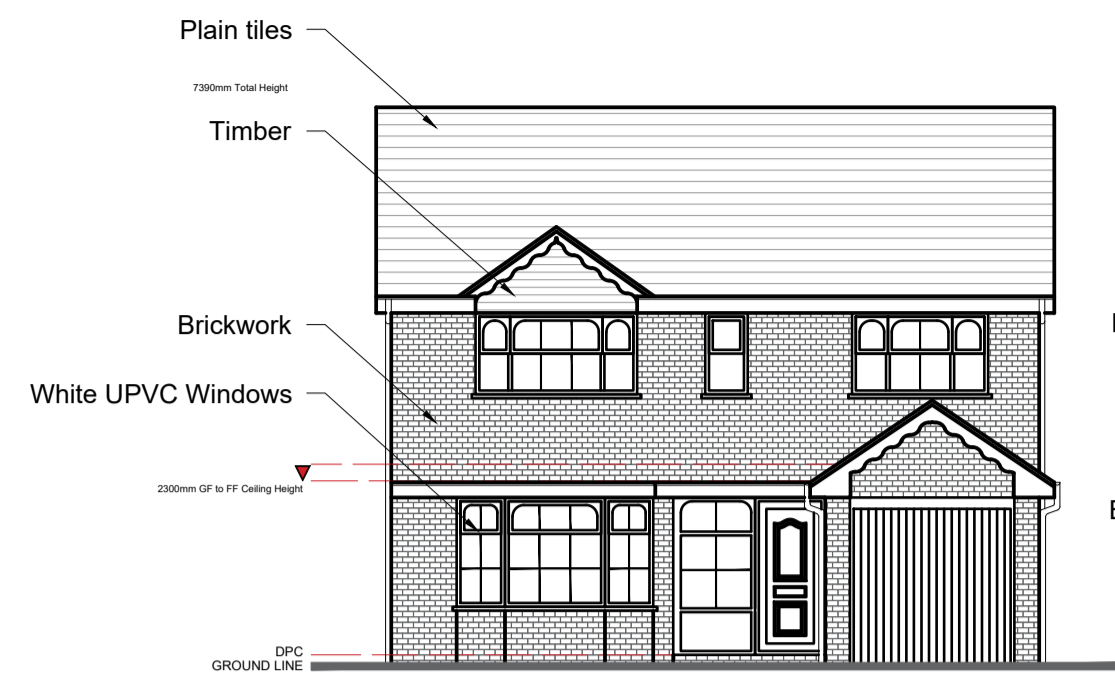 Plain tiles
7390mm Total Height
Timber
Brickwork
White UPVC Windows
2300mm GF to FF Ceiling Height
DPC
GROUND LINE